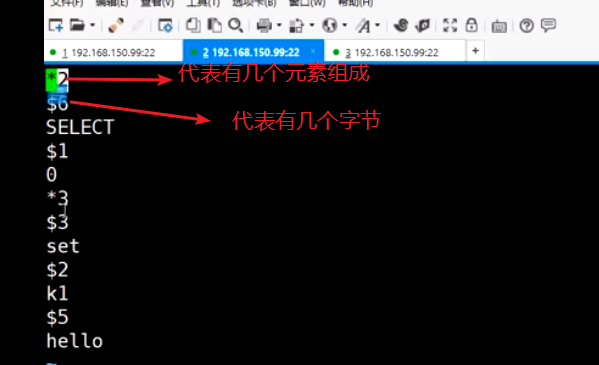 文件(F) 编辑(E) 查看(V) 工具(T) 选项卡(B) 窗口(W) 帮助(H)
1 192.168.150.99:22 2 192.168.150.99:22 × 3 192.168.150.99:22 +
*2 代表有几个元素组成
$6 代表有几个字节
SELECT
$1
0
*3
$3
set
$2
k1
$5
hello
~